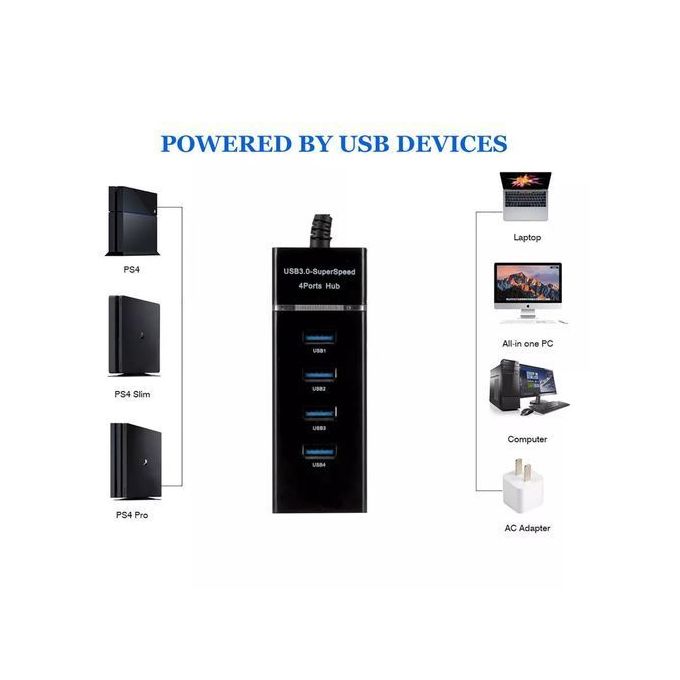 POWERED BY USB DEVICES
PS4
PS4 Slim
PS4 Pro
USB3.0-SuperSpeed
4Ports Hub
USB1
USB2
USB3
USB4
Laptop
All-in one PC
Computer
AC Adapter